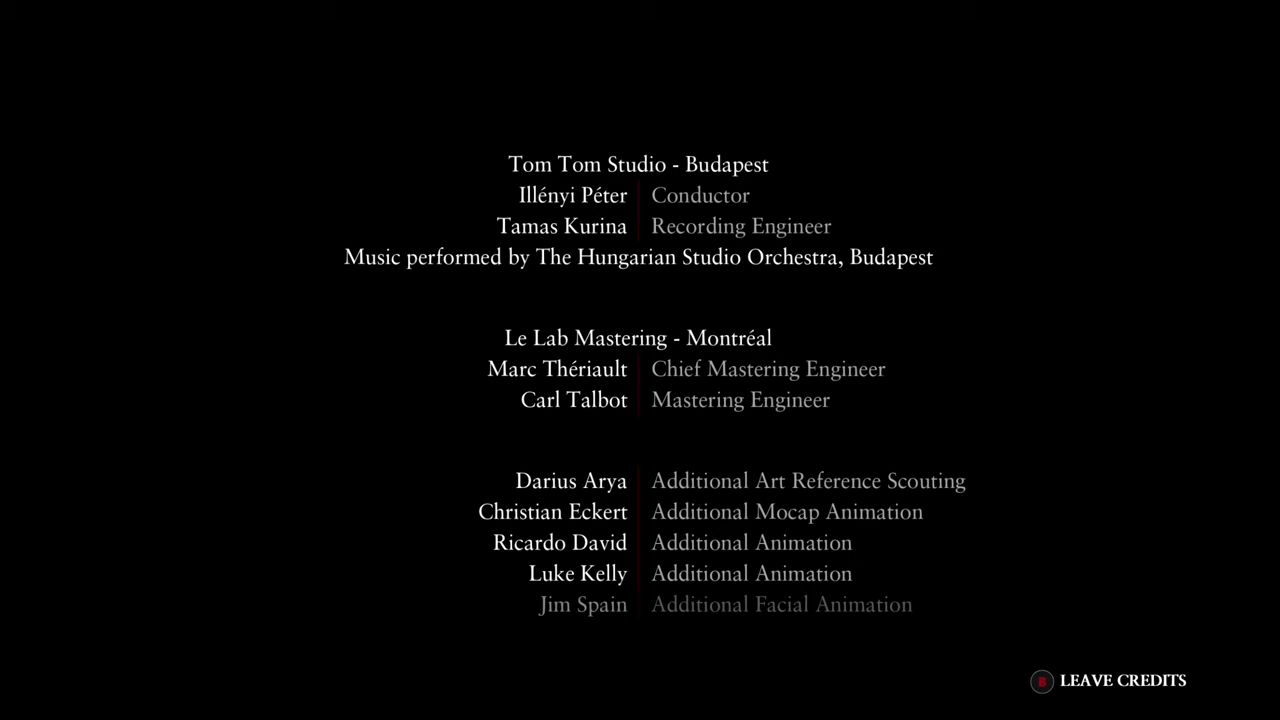 Tom Tom Studio - Budapest
Illényi Péter Conductor
Tamas Kurina Recording Engineer
Music performed by The Hungarian Studio Orchestra, Budapest
Le Lab Mastering - Montréal
Marc Thériault Chief Mastering Engineer
Carl Talbot Mastering Engineer
Darius Arya Additional Art Reference Scouting
Christian Eckert Additional Mocap Animation
Ricardo David Additional Animation
Luke Kelly Additional Animation
Jim Spain Additional Facial Animation
B LEAVE CREDITS